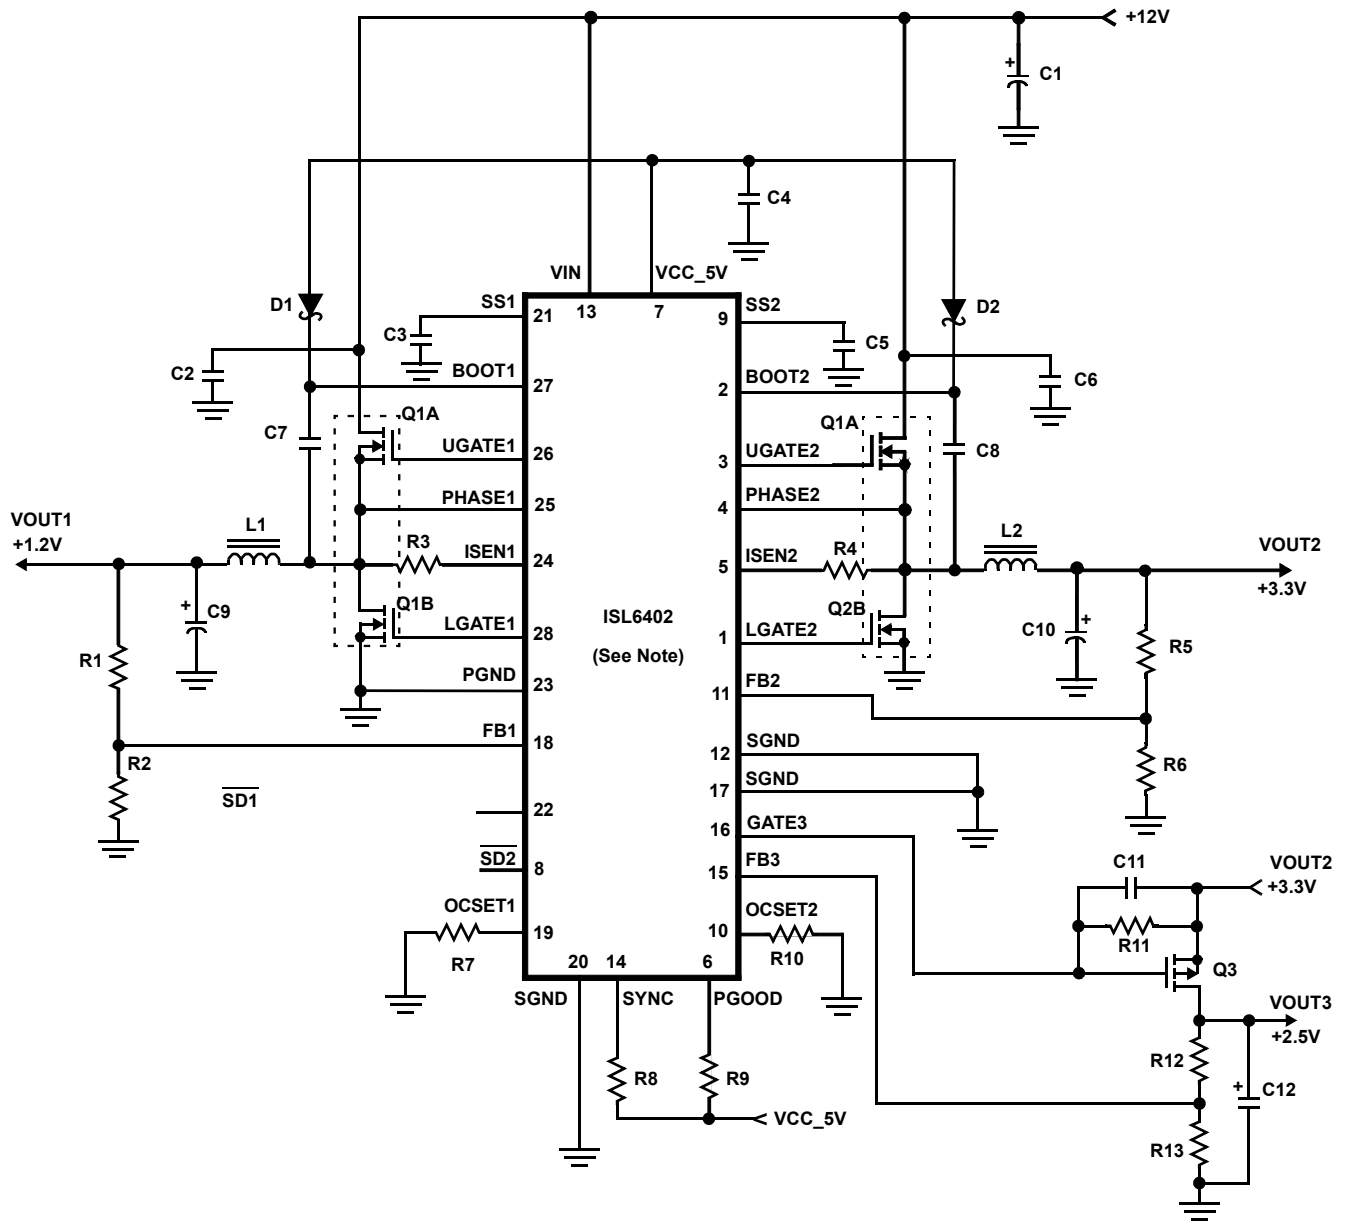 +12V
+
C1
C4
VIN
VCC_5V
D1
SS1
21
13
7
9
SS2
D2
C3
C5
C2
BOOT1
27
2
BOOT2
C6
Q1A
Q1A
C7
UGATE1
26
3
UGATE2
C8
PHASE1
25
4
PHASE2
VOUT1
+1.2V
L1
R3
ISEN1
24
5
ISEN2
R4
L2
VOUT2
+3.3V
+
C9
Q1B
LGATE1
28
ISL6402
(See Note)
1
LGATE2
Q2B
C10
+
R1
R5
PGND
23
11
FB2
FB1
18
12
SGND
R2
R6
SD1
17
SGND
22
16
GATE3
SD2
8
15
FB3
C11
VOUT2
+3.3V
OCSET1
19
10
OCSET2
R7
R10
R11
20
14
6
Q3
SGND
SYNC
PGOOD
VOUT3
+2.5V
R8
R9
R12
+
C12
VCC_5V
R13